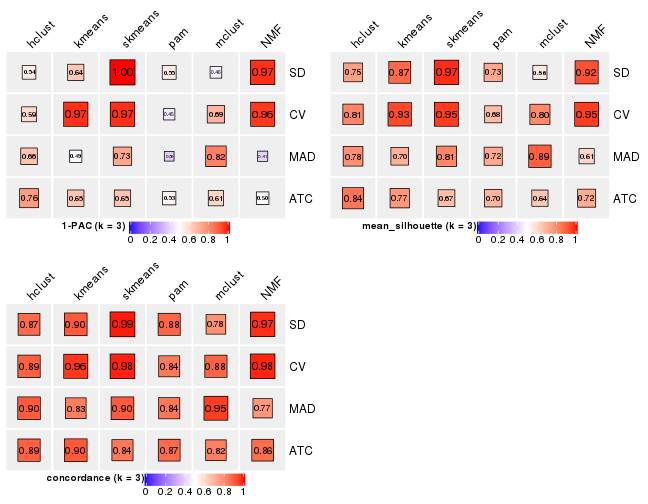 hclust kmeans skmeans pam mclust NMF
0.54 0.64 1.00 0.55 0.97 SD
0.59 0.97 0.97 0.45 0.69 0.96 CV
0.66 0.49 0.73 0.82 MAD
0.76 0.65 0.65 0.53 0.61 0.50 ATC
1-PAC (k = 3)
0 0.2 0.4 0.6 0.8 1
hclust kmeans skmeans pam mclust NMF
0.75 0.87 0.97 0.73 0.56 0.92 SD
0.81 0.93 0.95 0.68 0.80 0.95 CV
0.78 0.70 0.81 0.72 0.89 0.61 MAD
0.84 0.77 0.67 0.70 0.64 0.72 ATC
mean_silhouette (k = 3)
0 0.2 0.4 0.6 0.8 1
hclust kmeans skmeans pam mclust NMF
0.87 0.90 0.99 0.88 0.78 0.97 SD
0.89 0.96 0.98 0.84 0.88 0.98 CV
0.90 0.83 0.90 0.84 0.95 0.77 MAD
0.89 0.90 0.84 0.87 0.82 0.86 ATC
concordance (k = 3)
0 0.2 0.4 0.6 0.8 1